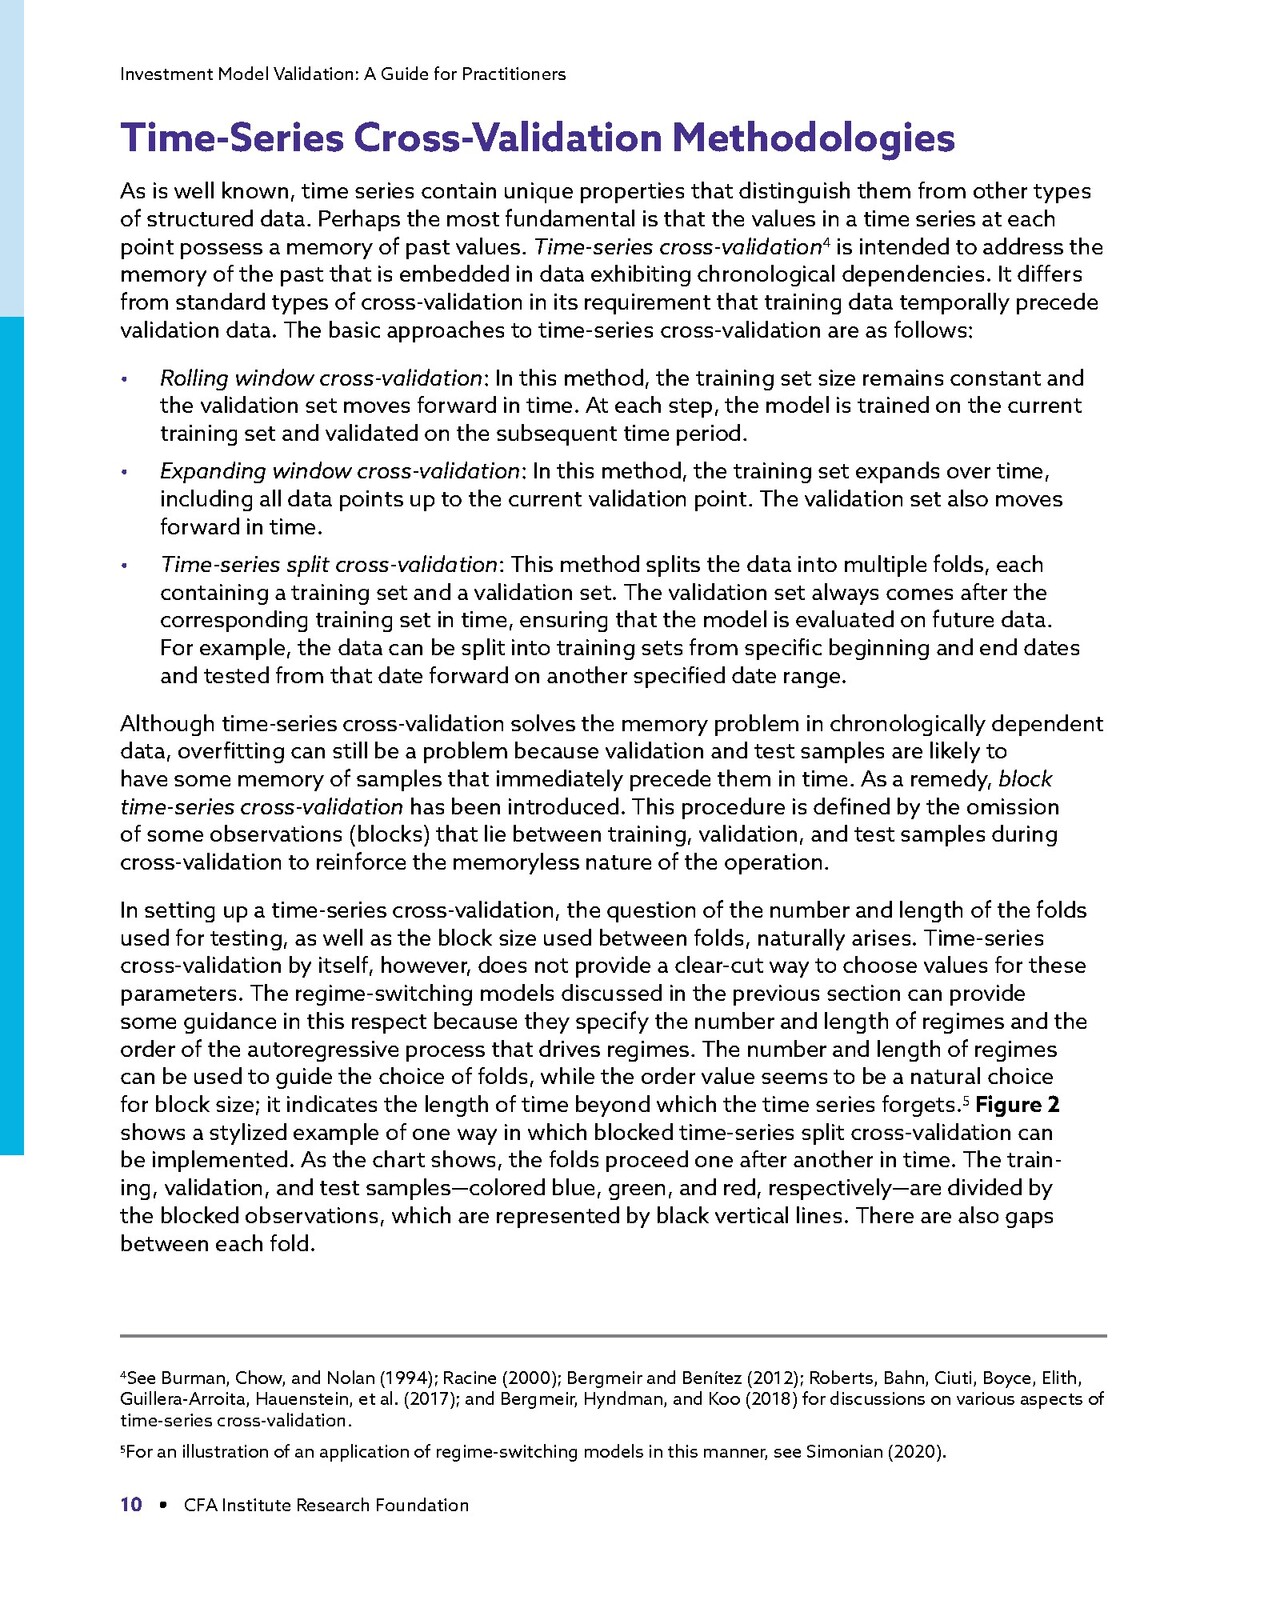 Investment Model Validation: A Guide for Practitioners
Time-Series Cross-Validation Methodologies
As is well known, time series contain unique properties that distinguish them from other types
of structured data. Perhaps the most fundamental is that the values in a time series at each
point possess a memory of past values. Time-series cross-validation⁴ is intended to address the
memory of the past that is embedded in data exhibiting chronological dependencies. It differs
from standard types of cross-validation in its requirement that training data temporally precede
validation data. The basic approaches to time-series cross-validation are as follows:
• Rolling window cross-validation: In this method, the training set size remains constant and
the validation set moves forward in time. At each step, the model is trained on the current
training set and validated on the subsequent time period.
• Expanding window cross-validation: In this method, the training set expands over time,
including all data points up to the current validation point. The validation set also moves
forward in time.
• Time-series split cross-validation: This method splits the data into multiple folds, each
containing a training set and a validation set. The validation set always comes after the
corresponding training set in time, ensuring that the model is evaluated on future data.
For example, the data can be split into training sets from specific beginning and end dates
and tested from that date forward on another specified date range.
Although time-series cross-validation solves the memory problem in chronologically dependent
data, overfitting can still be a problem because validation and test samples are likely to
have some memory of samples that immediately precede them in time. As a remedy, block
time-series cross-validation has been introduced. This procedure is defined by the omission
of some observations (blocks) that lie between training, validation, and test samples during
cross-validation to reinforce the memoryless nature of the operation.
In setting up a time-series cross-validation, the question of the number and length of the folds
used for testing, as well as the block size used between folds, naturally arises. Time-series
cross-validation by itself, however, does not provide a clear-cut way to choose values for these
parameters. The regime-switching models discussed in the previous section can provide
some guidance in this respect because they specify the number and length of regimes and the
order of the autoregressive process that drives regimes. The number and length of regimes
can be used to guide the choice of folds, while the order value seems to be a natural choice
for block size; it indicates the length of time beyond which the time series forgets.⁵ Figure 2
shows a stylized example of one way in which blocked time-series split cross-validation can
be implemented. As the chart shows, the folds proceed one after another in time. The train-
ing, validation, and test samples—colored blue, green, and red, respectively—are divided by
the blocked observations, which are represented by black vertical lines. There are also gaps
between each fold.
⁴See Burman, Chow, and Nolan (1994); Racine (2000); Bergmeir and Benítez (2012); Roberts, Bahn, Ciuti, Boyce, Elith,
Guillera-Arroita, Hauenstein, et al. (2017); and Bergmeir, Hyndman, and Koo (2018) for discussions on various aspects of
time-series cross-validation.
⁵For an illustration of an application of regime-switching models in this manner, see Simonian (2020).
10 • CFA Institute Research Foundation